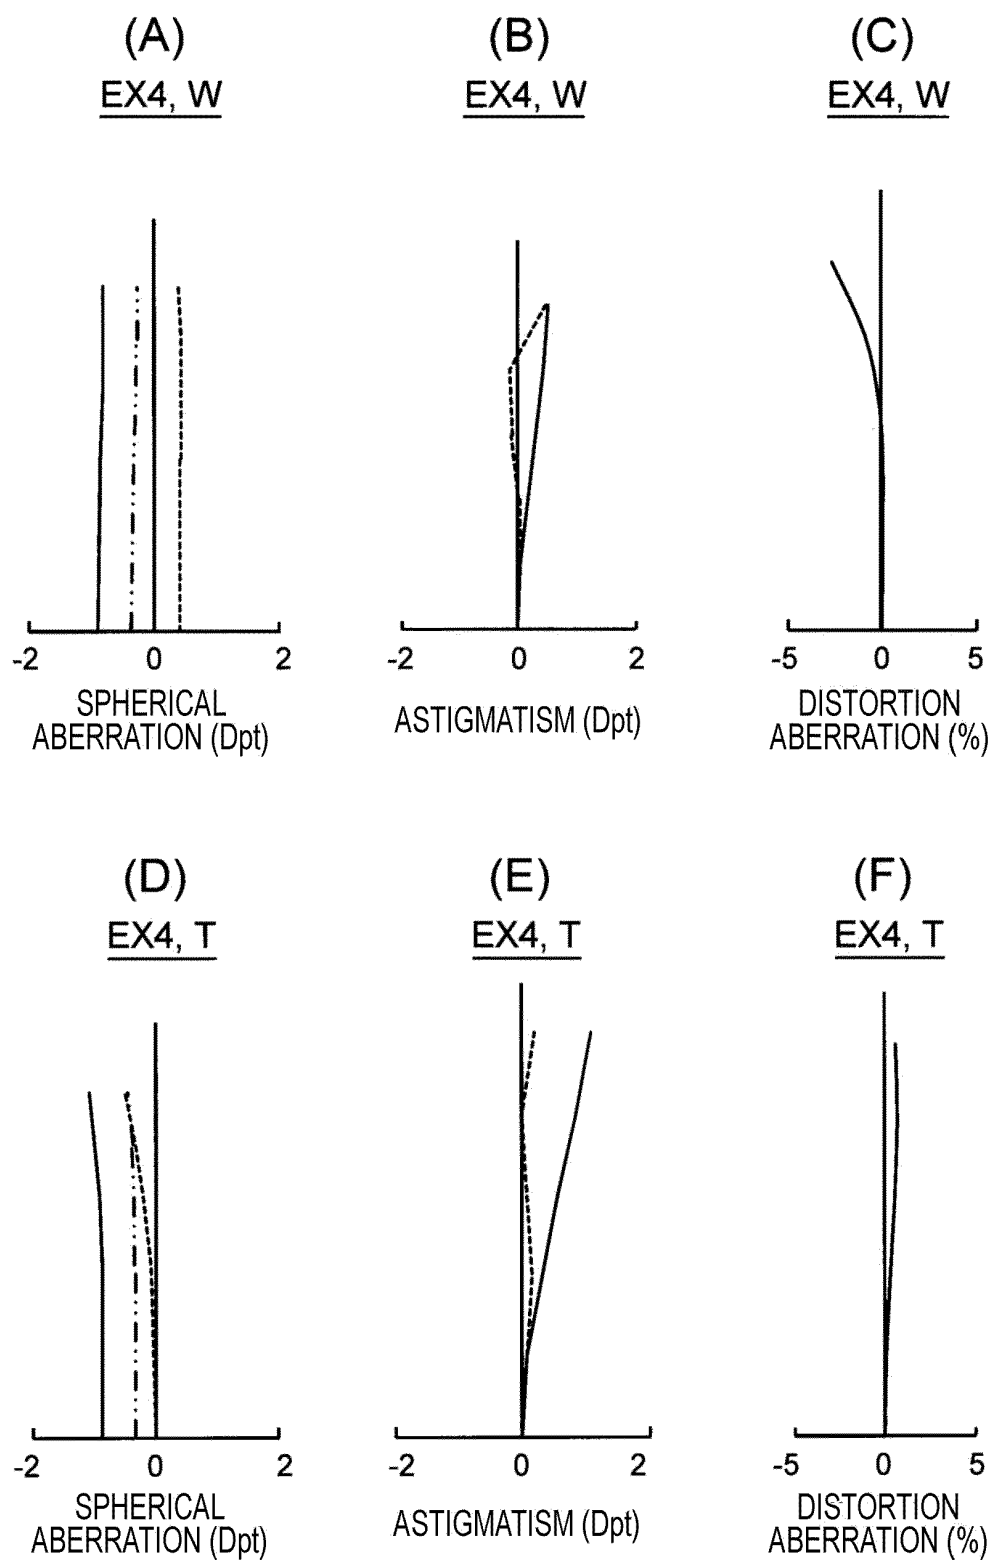 (A)
(B)
(C)
EX4, W
EX4, W
EX4, W
-2 0 2
-2 0 2
-5 0 5
SPHERICAL
ABERRATION (Dpt)
ASTIGMATISM (Dpt)
DISTORTION
ABERRATION (%)
(D)
(E)
(F)
EX4, T
EX4, T
EX4, T
-2 0 2
-2 0 2
-5 0 5
SPHERICAL
ABERRATION (Dpt)
ASTIGMATISM (Dpt)
DISTORTION
ABERRATION (%)